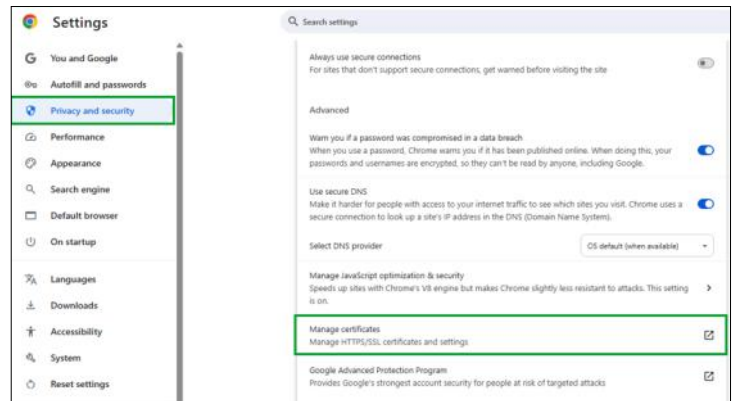 Settings
Search settings
You and Google
Autofill and passwords
Privacy and security
Performance
Appearance
Search engine
Default browser
On startup
Languages
Downloads
Accessibility
System
Reset settings
Always use secure connections
For sites that don't support secure connections, get warned before visiting the site
Advanced
Warn you if a password was compromised in a data breach
When you use a password, Chrome warns you if it has been published online. When doing this, your
passwords and usernames are encrypted, so they can't be read by anyone, including Google.
Use secure DNS
Make it harder for people with access to your internet traffic to see which sites you visit. Chrome uses a
secure connection to look up a site's IP address in the DNS (Domain Name System).
Select DNS provider
OS default (when available)
Manage JavaScript optimization & security
Speeds up sites with Chrome's V8 engine but makes Chrome slightly less resistant to attacks. This setting
is on.
Manage certificates
Manage HTTPS/SSL certificates and settings
Google Advanced Protection Program
Provides Google's strongest account security for people at risk of targeted attacks